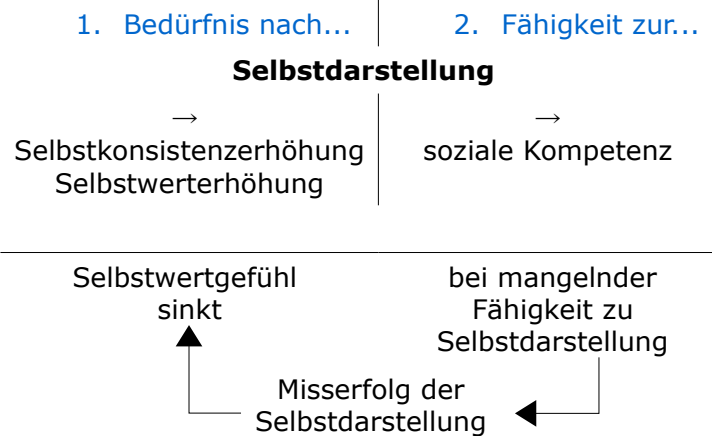 1. Bedürfnis nach...
2. Fähigkeit zur...
Selbstdarstellung
→
Selbstkonsistenzerhöhung
Selbstwerterhöhung
→
soziale Kompetenz
Selbstwertgefühl
sinkt
bei mangelnder
Fähigkeit zu
Selbstdarstellung
Misserfolg der
Selbstdarstellung